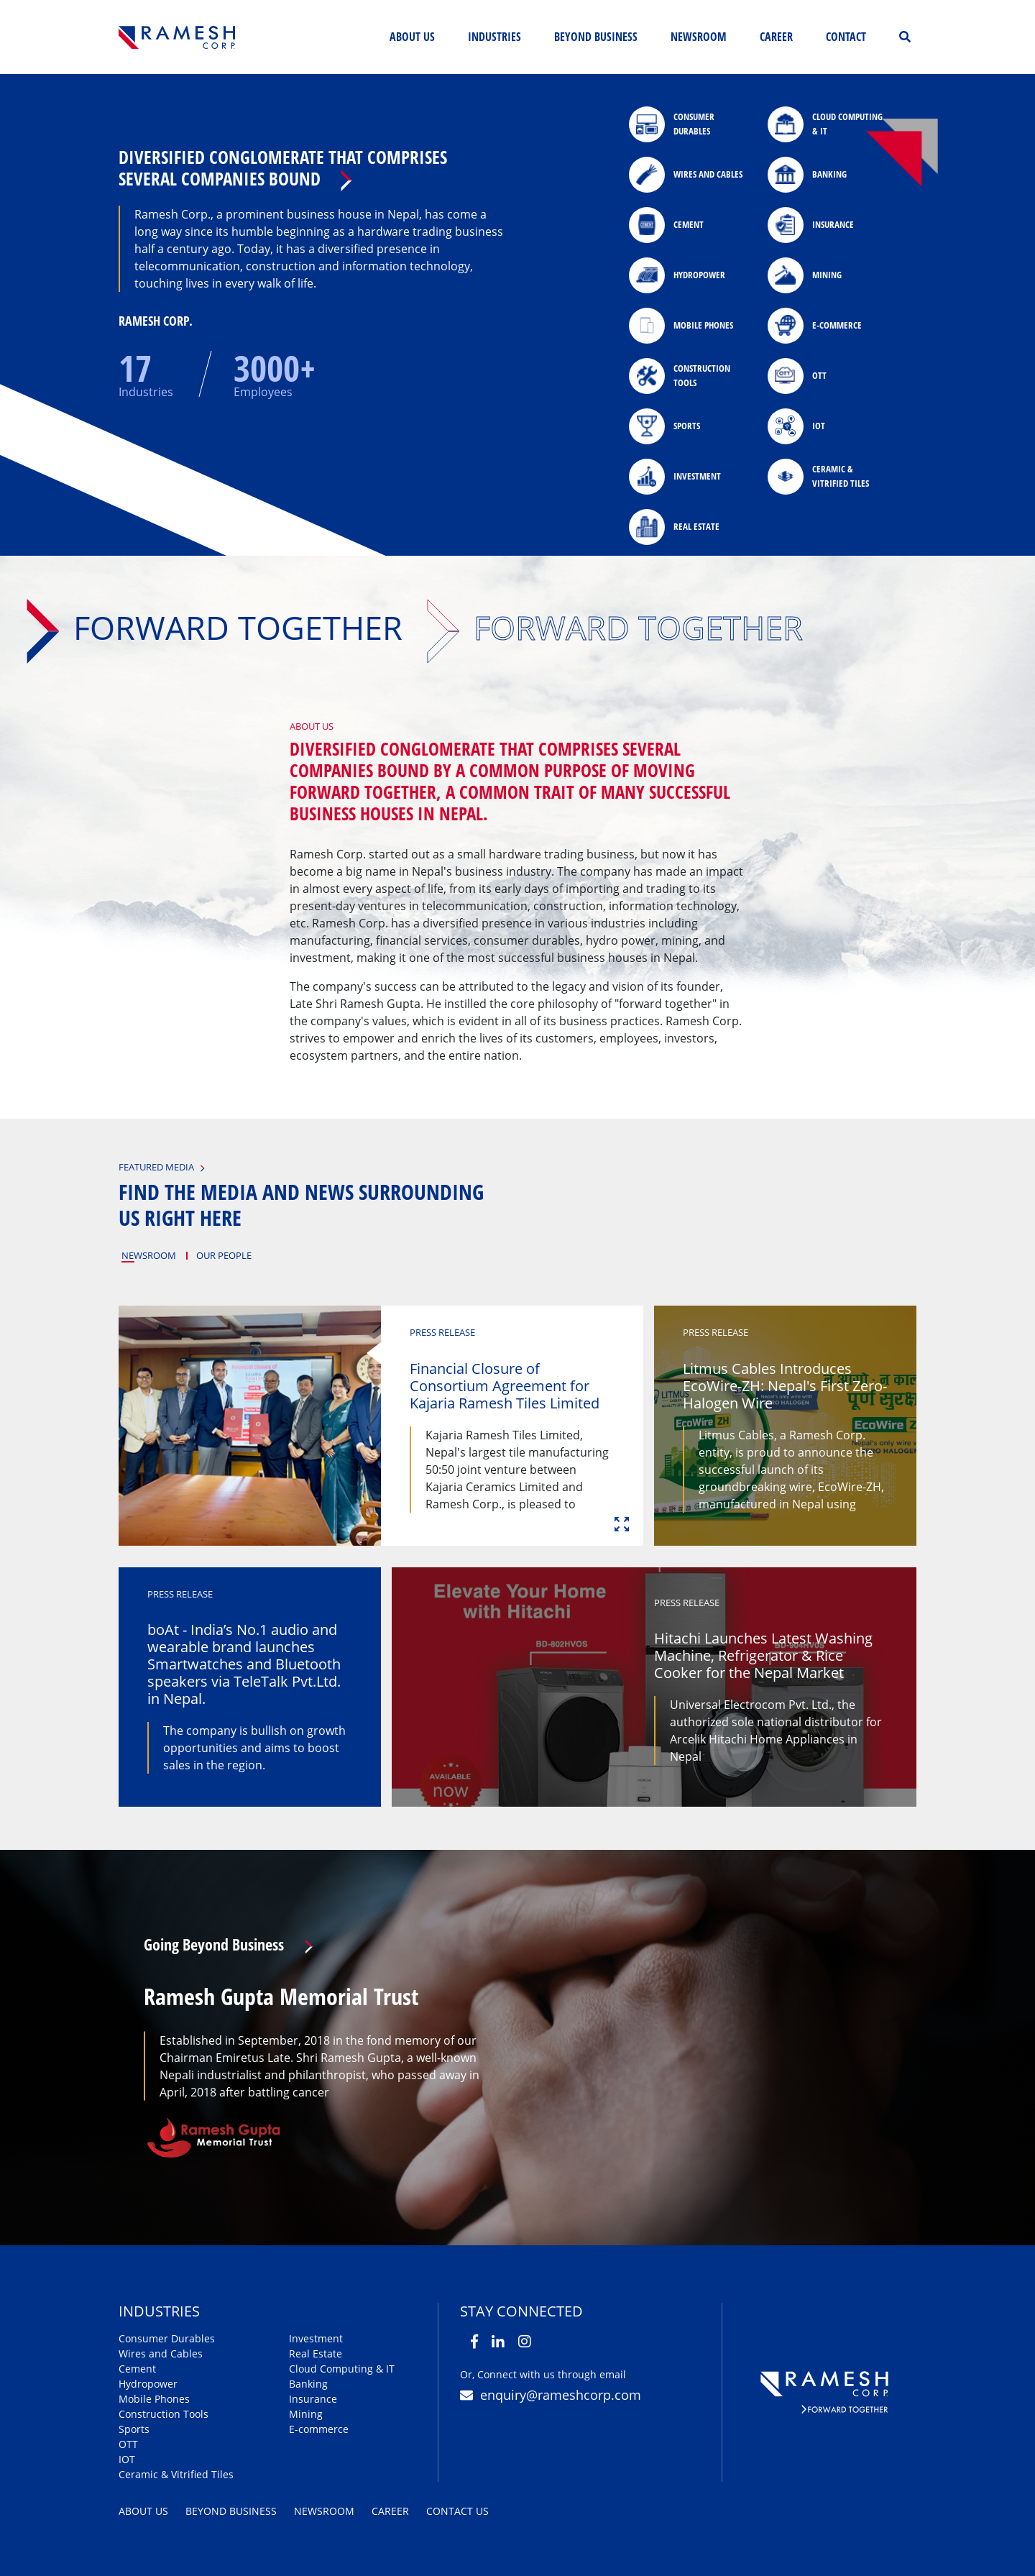 RAMESH
CORP.
ABOUT US
INDUSTRIES
BEYOND BUSINESS
NEWSROOM
CAREER
CONTACT
DIVERSIFIED CONGLOMERATE THAT COMPRISES
SEVERAL COMPANIES BOUND
Ramesh Corp., a prominent business house in Nepal, has come a
long way since its humble beginning as a hardware trading business
half a century ago. Today, it has a diversified presence in
telecommunication, construction and information technology,
touching lives in every walk of life.
RAMESH CORP.
17
Industries
3000+
Employees
CONSUMER
DURABLES
CLOUD COMPUTING
& IT
WIRES AND CABLES
BANKING
CEMENT
CEMENT
INSURANCE
HYDROPOWER
MINING
MOBILE PHONES
E-COMMERCE
CONSTRUCTION
TOOLS
OTT
OTT
SPORTS
IOT
INVESTMENT
CERAMIC &
VITRIFIED TILES
REAL ESTATE
FORWARD TOGETHER
FORWARD TOGETHER
ABOUT US
DIVERSIFIED CONGLOMERATE THAT COMPRISES SEVERAL
COMPANIES BOUND BY A COMMON PURPOSE OF MOVING
FORWARD TOGETHER, A COMMON TRAIT OF MANY SUCCESSFUL
BUSINESS HOUSES IN NEPAL.
Ramesh Corp. started out as a small hardware trading business, but now it has
become a big name in Nepal's business industry. The company has made an impact
in almost every aspect of life, from its early days of importing and trading to its
present-day ventures in telecommunication, construction, information technology,
etc. Ramesh Corp. has a diversified presence in various industries including
manufacturing, financial services, consumer durables, hydro power, mining, and
investment, making it one of the most successful business houses in Nepal.
The company's success can be attributed to the legacy and vision of its founder,
Late Shri Ramesh Gupta. He instilled the core philosophy of "forward together" in
the company's values, which is evident in all of its business practices. Ramesh Corp.
strives to empower and enrich the lives of its customers, employees, investors,
ecosystem partners, and the entire nation.
FEATURED MEDIA
FIND THE MEDIA AND NEWS SURROUNDING
US RIGHT HERE
NEWSROOM
OUR PEOPLE
PRESS RELEASE
Financial Closure of
Consortium Agreement for
Kajaria Ramesh Tiles Limited
Kajaria Ramesh Tiles Limited,
Nepal's largest tile manufacturing
50:50 joint venture between
Kajaria Ceramics Limited and
Ramesh Corp., is pleased to
PRESS RELEASE
Litmus Cables Introduces
EcoWire-ZH: Nepal's First Zero-
Halogen Wire
Litmus Cables, a Ramesh Corp.
entity, is proud to announce the
successful launch of its
groundbreaking wire, EcoWire-ZH,
manufactured in Nepal using
PRESS RELEASE
boAt - India’s No.1 audio and
wearable brand launches
Smartwatches and Bluetooth
speakers via TeleTalk Pvt.Ltd.
in Nepal.
The company is bullish on growth
opportunities and aims to boost
sales in the region.
Elevate Your Home
with Hitachi
BD-802HVOS
BD-904HVOS
AVAILABLE
now
PRESS RELEASE
Hitachi Launches Latest Washing
Machine, Refrigerator & Rice
Cooker for the Nepal Market
Universal Electrocom Pvt. Ltd., the
authorized sole national distributor for
Arcelik Hitachi Home Appliances in
Nepal
Going Beyond Business
Ramesh Gupta Memorial Trust
Established in September, 2018 in the fond memory of our
Chairman Emiretus Late. Shri Ramesh Gupta, a well-known
Nepali industrialist and philanthropist, who passed away in
April, 2018 after battling cancer
Ramesh Gupta
Memorial Trust
INDUSTRIES
Consumer Durables
Wires and Cables
Cement
Hydropower
Mobile Phones
Construction Tools
Sports
OTT
IOT
Ceramic & Vitrified Tiles
Investment
Real Estate
Cloud Computing & IT
Banking
Insurance
Mining
E-commerce
STAY CONNECTED
Or, Connect with us through email
enquiry@rameshcorp.com
RAMESH
CORP.
FORWARD TOGETHER
ABOUT US
BEYOND BUSINESS
NEWSROOM
CAREER
CONTACT US